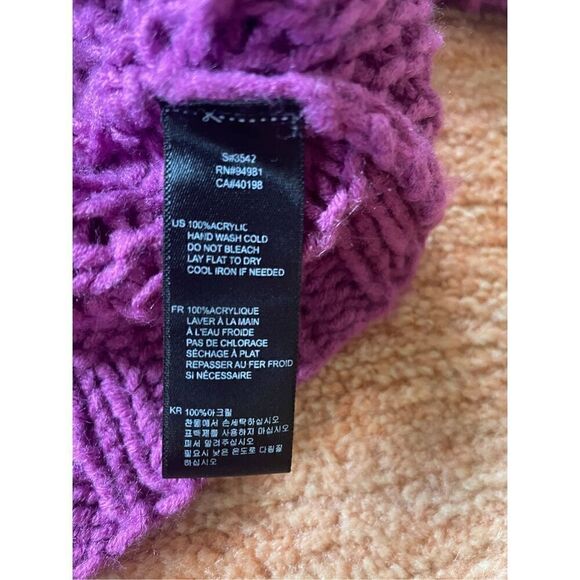 S#3542
RN#94981
CA#40198
US 100%ACRYLIC
HAND WASH COLD
DO NOT BLEACH
LAY FLAT TO DRY
COOL IRON IF NEEDED
FR 100%ACRYLIQUE
LAVER À LA MAIN
À L'EAU FROIDE
PAS DE CHLORAGE
SÉCHAGE À PLAT
REPASSER AU FER FROID
SI NÉCESSAIRE
KR 100%아크릴
찬물에서 손세탁하십시오
표백제를 사용하지 마십시오
펴서 말려주십시오
필요시 낮은 온도로 다림질
하십시오